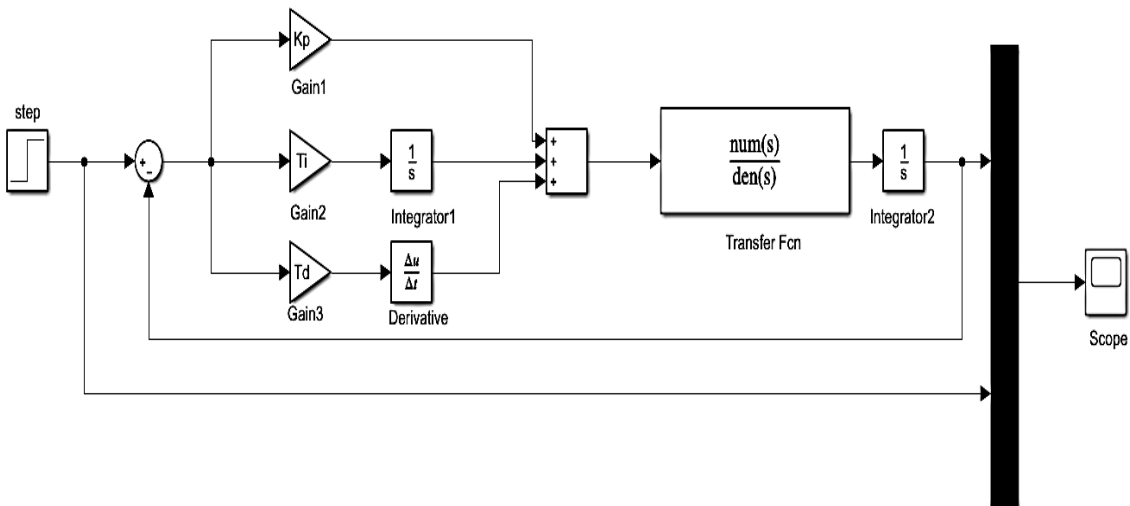 Kp
Gain1
step
+
−
Ti
Gain2
1
s
Integrator1
+
+
+
num(s)
den(s)
Transfer Fcn
1
s
Integrator2
Td
Gain3
Δu
Δt
Derivative
Scope